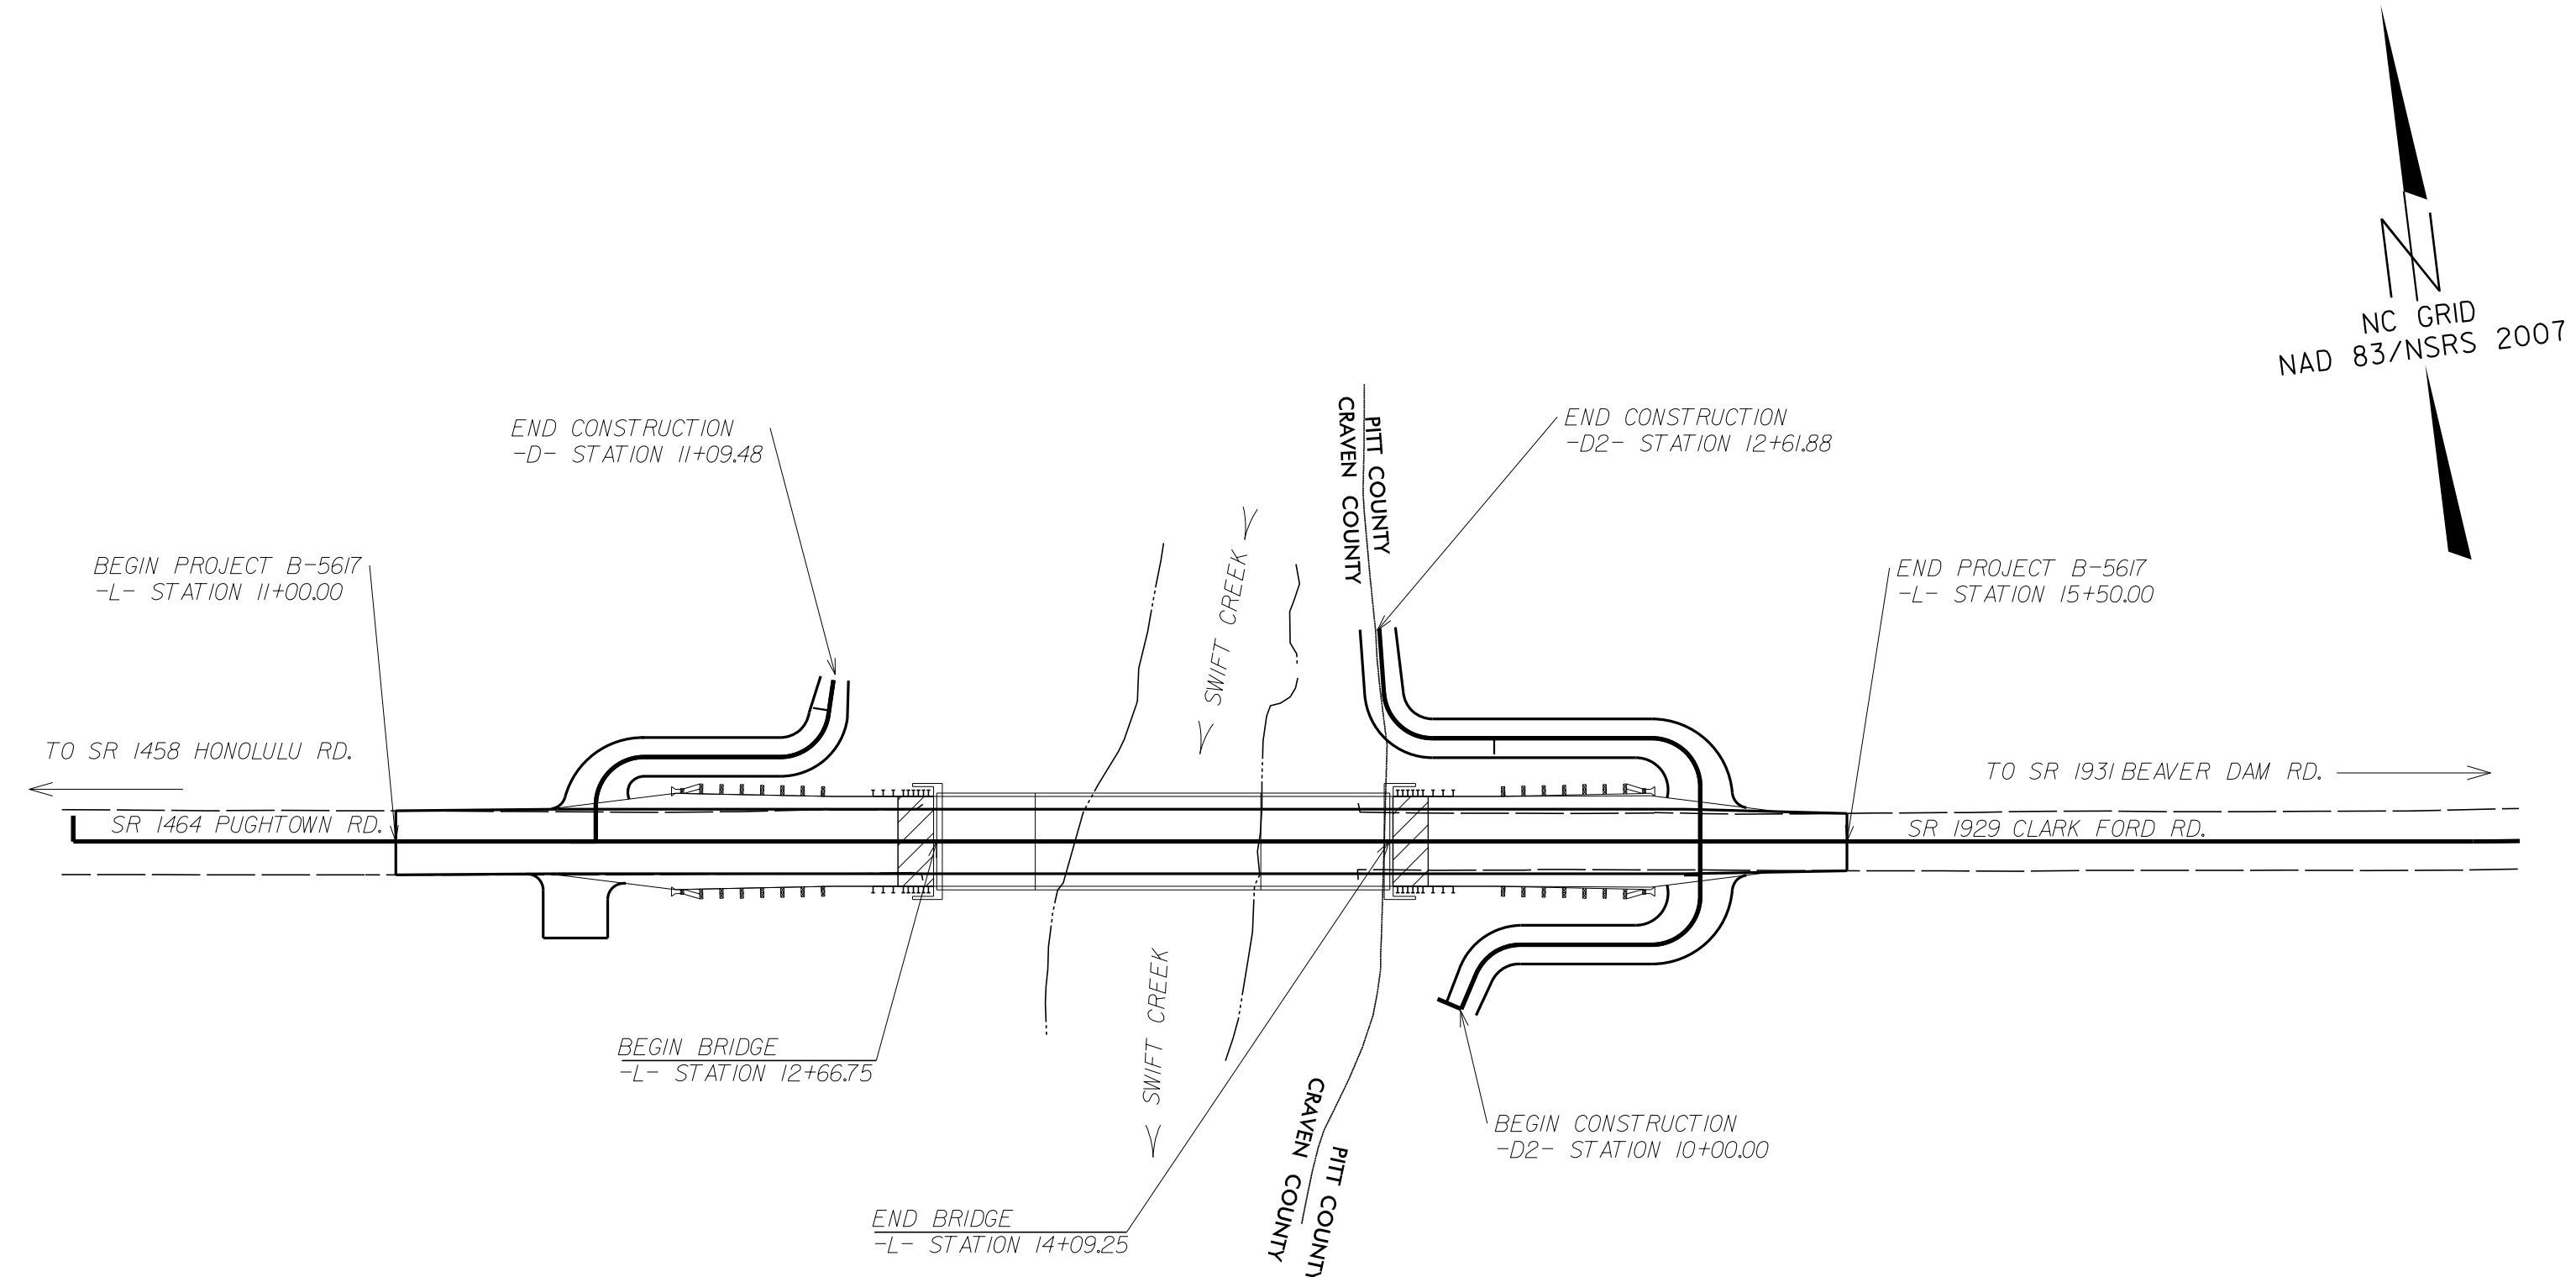 N
NC GRID
NAD 83/NSRS 2007
END CONSTRUCTION
-D- STATION 11+09.48
PITT COUNTY
CRAVEN COUNTY
END CONSTRUCTION
-D2- STATION 12+61.88
BEGIN PROJECT B-5617
-L- STATION 11+00.00
SWIFT CREEK
END PROJECT B-5617
-L- STATION 15+50.00
TO SR 1458 HONOLULU RD.
TO SR 1931 BEAVER DAM RD.
SR 1464 PUGHTOWN RD.
SR 1929 CLARK FORD RD.
SWIFT CREEK
BEGIN BRIDGE
-L- STATION 12+66.75
CRAVEN COUNTY
PITT COUNTY
BEGIN CONSTRUCTION
-D2- STATION 10+00.00
END BRIDGE
-L- STATION 14+09.25